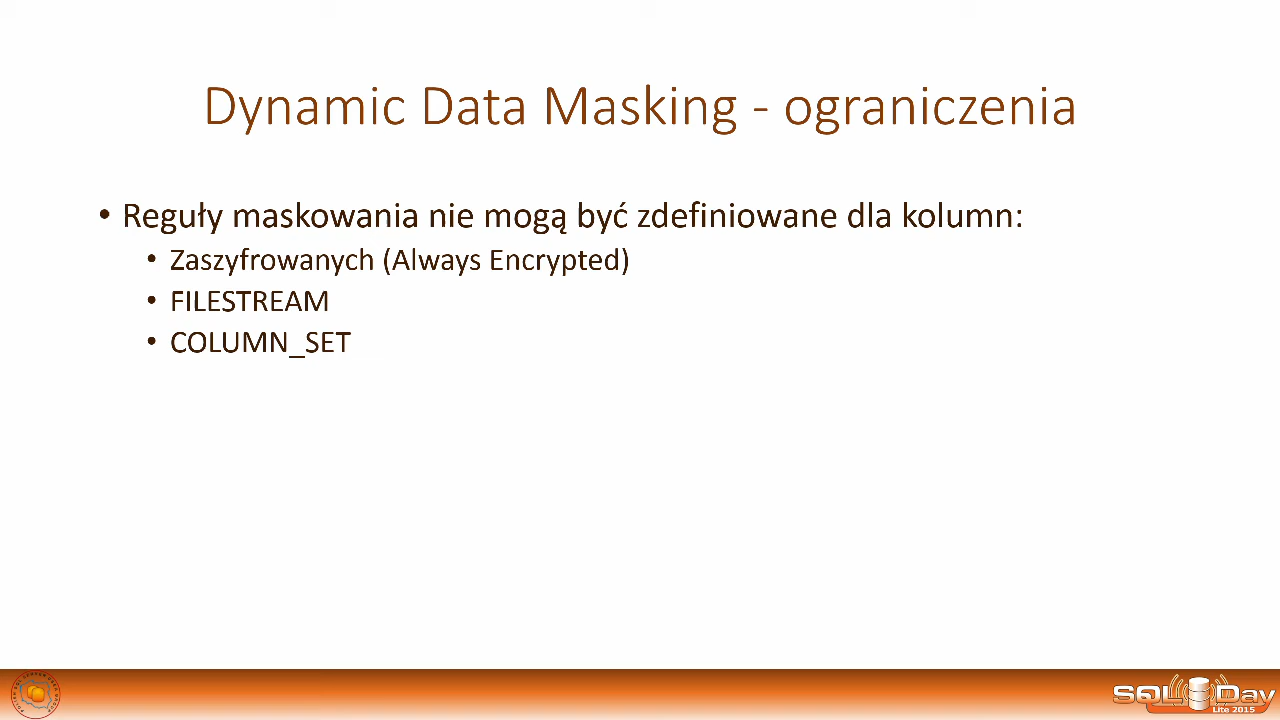 Dynamic Data Masking - ograniczenia
• Reguły maskowania nie mogą być zdefiniowane dla kolumn:
• Zaszyfrowanych (Always Encrypted)
• FILESTREAM
• COLUMN_SET
SQL Day
Lite 2015